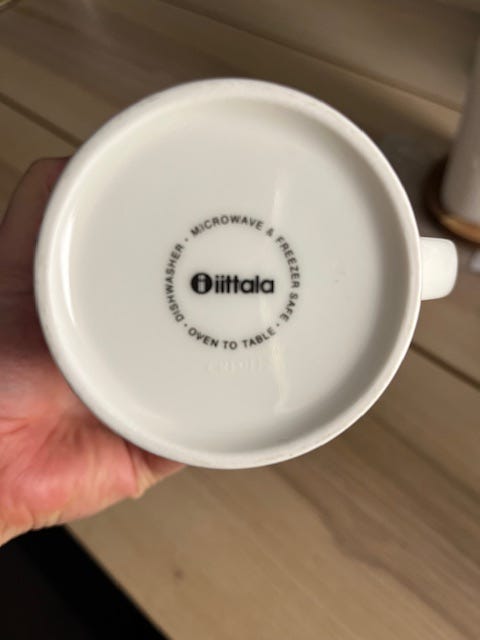 DISHWASHER • MICROWAVE & FREEZER SAFE • OVEN TO TABLE •
i iittala